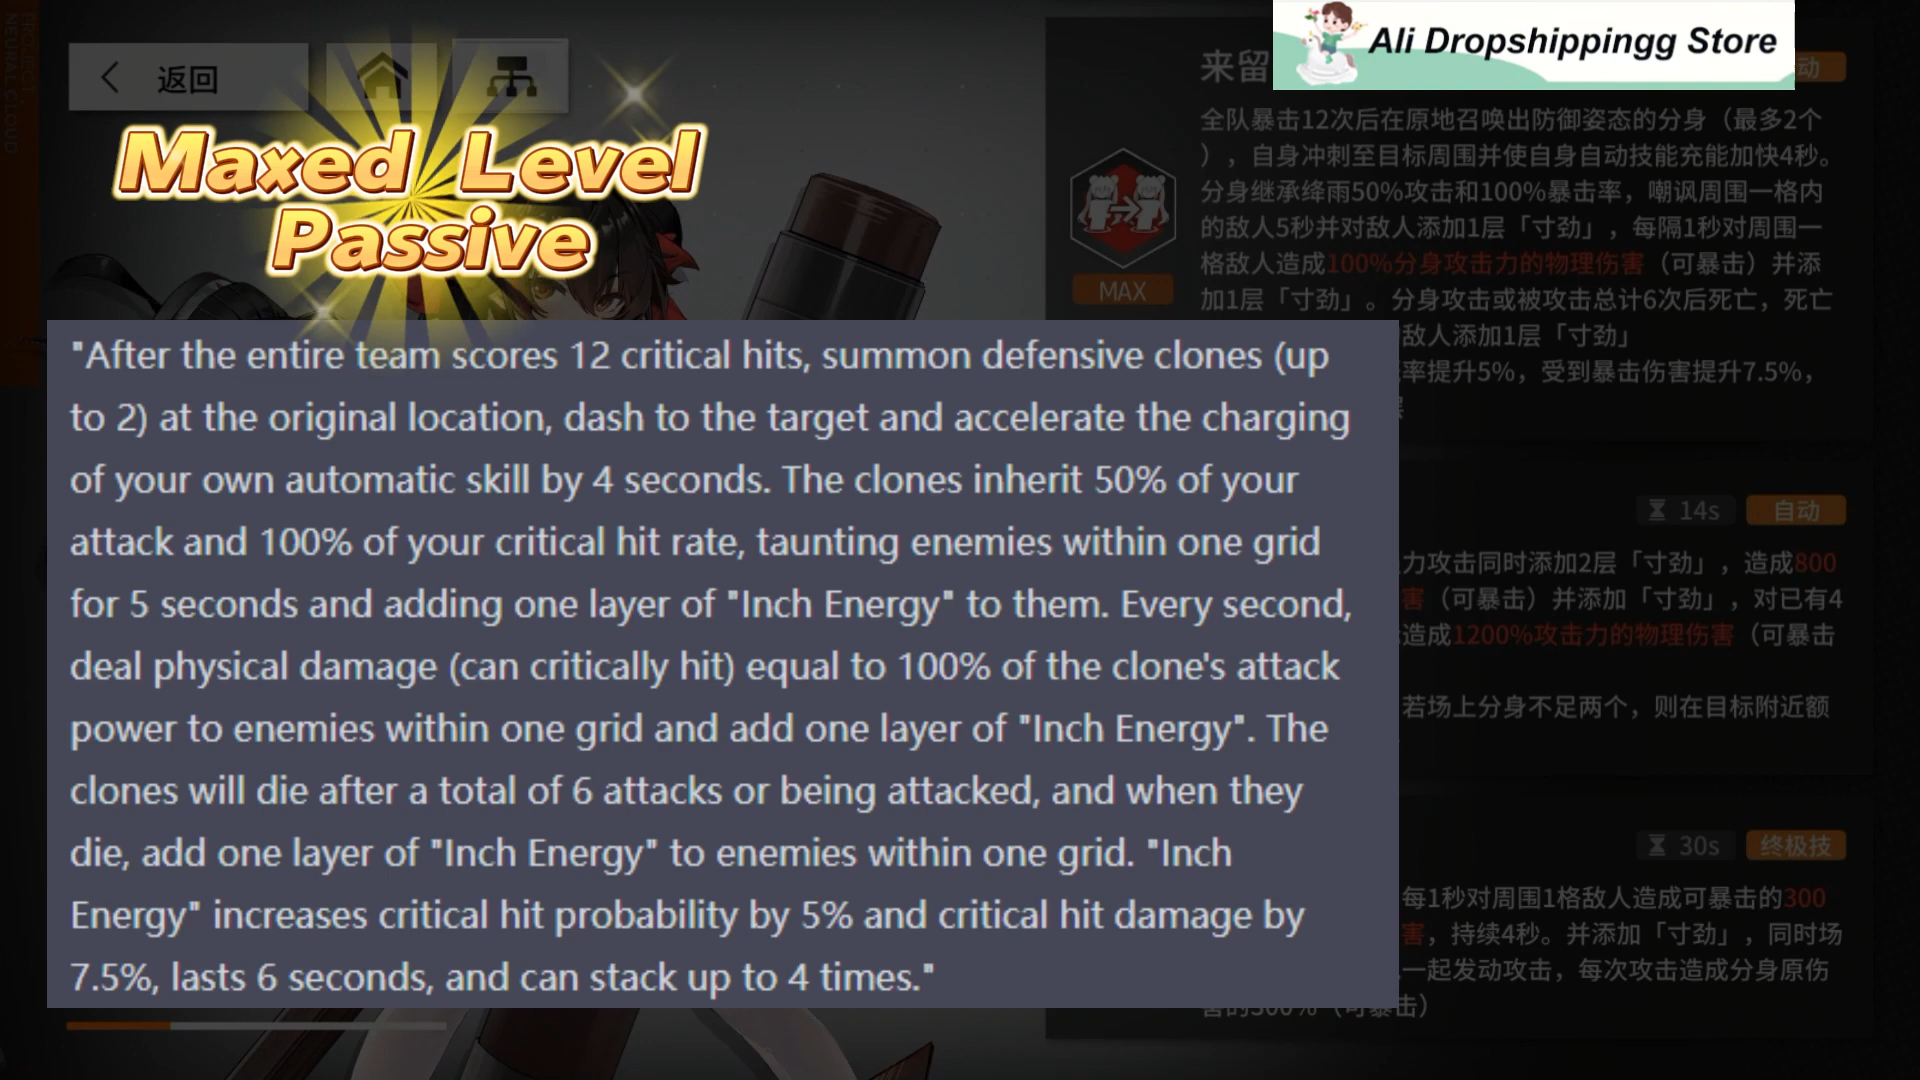 PROJECT
NEURAL CLOUD
返回
Ali Dropshippingg Store
Maxed Level
Passive
"After the entire team scores 12 critical hits, summon defensive clones (up
to 2) at the original location, dash to the target and accelerate the charging
of your own automatic skill by 4 seconds. The clones inherit 50% of your
attack and 100% of your critical hit rate, taunting enemies within one grid
for 5 seconds and adding one layer of "Inch Energy" to them. Every second,
deal physical damage (can critically hit) equal to 100% of the clone's attack
power to enemies within one grid and add one layer of "Inch Energy". The
clones will die after a total of 6 attacks or being attacked, and when they
die, add one layer of "Inch Energy" to enemies within one grid. "Inch
Energy" increases critical hit probability by 5% and critical hit damage by
7.5%, lasts 6 seconds, and can stack up to 4 times."
来留
动
全队暴击12次后在原地召唤出防御姿态的分身（最多2个
），自身冲刺至目标周围并使自身自动技能充能加快4秒。
分身继承绛雨50%攻击和100%暴击率，嘲讽周围一格内
的敌人5秒并对敌人添加1层「寸劲」，每隔1秒对周围一
格敌人造成100%分身攻击力的物理伤害（可暴击）并添
加1层「寸劲」。分身攻击或被攻击总计6次后死亡，死亡
敌人添加1层「寸劲」
率提升5%，受到暴击伤害提升7.5%，
MAX
14s 自动
力攻击同时添加2层「寸劲」，造成800
害（可暴击）并添加「寸劲」，对已有4
造成1200%攻击力的物理伤害（可暴击
若场上分身不足两个，则在目标附近额
30s 终极技
每1秒对周围1格敌人造成可暴击的300
害，持续4秒。并添加「寸劲」，同时场
一起发动攻击，每次攻击造成分身原伤
害的300%（可暴击）